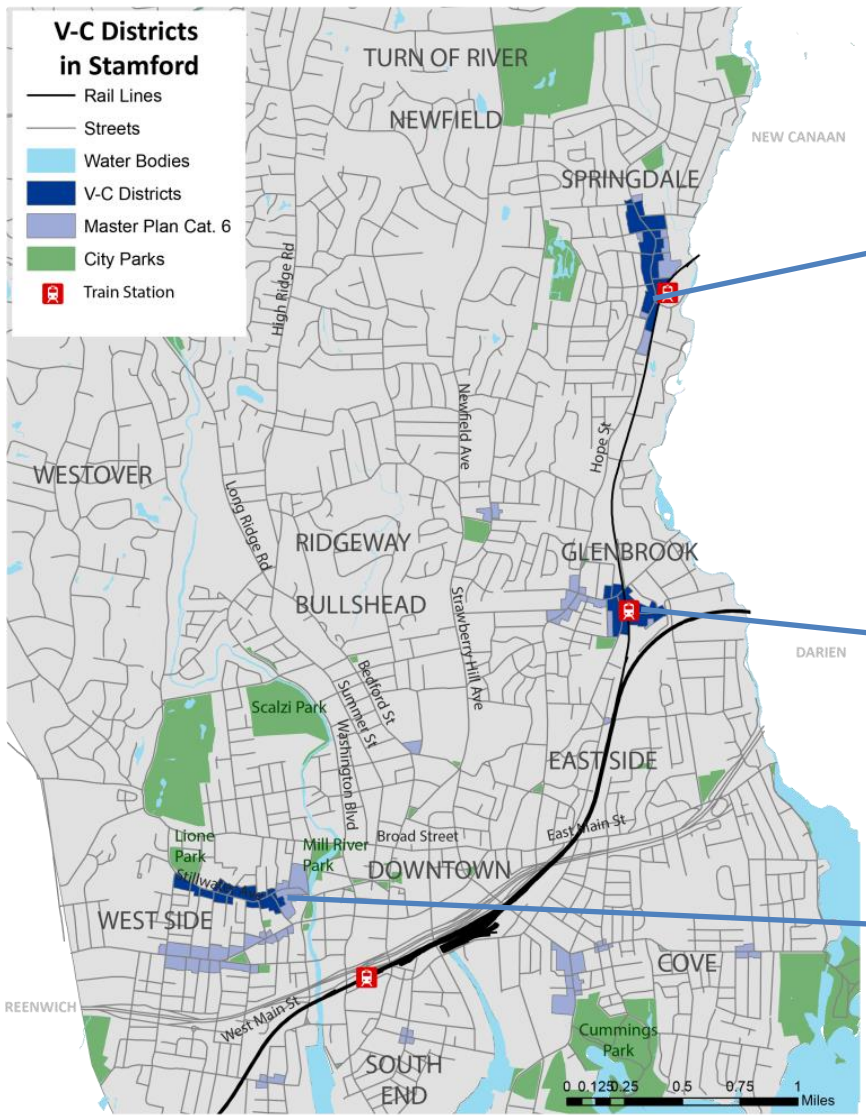 V-C Districts
in Stamford
Rail Lines
Streets
Water Bodies
V-C Districts
Master Plan Cat. 6
City Parks
Train Station
TURN OF RIVER
NEWFIELD
NEW CANAAN
SPRINGDALE
High Ridge Rd
Newfield Ave
Hope St
WESTOVER
Long Ridge Rd
RIDGEWAY
GLENBROOK
BULLSHEAD
Strawberry Hill Ave
DARIEN
Bedford St
Summer St
Washington Blvd
Scalzi Park
EAST SIDE
East Main St
Broad Street
Lione
Park
Mill River
Park
DOWNTOWN
WEST SIDE
COVE
REENWICH
West Main St
Cummings
Park
SOUTH
END
0 0.125 0.25 0.5 0.75 1
Miles